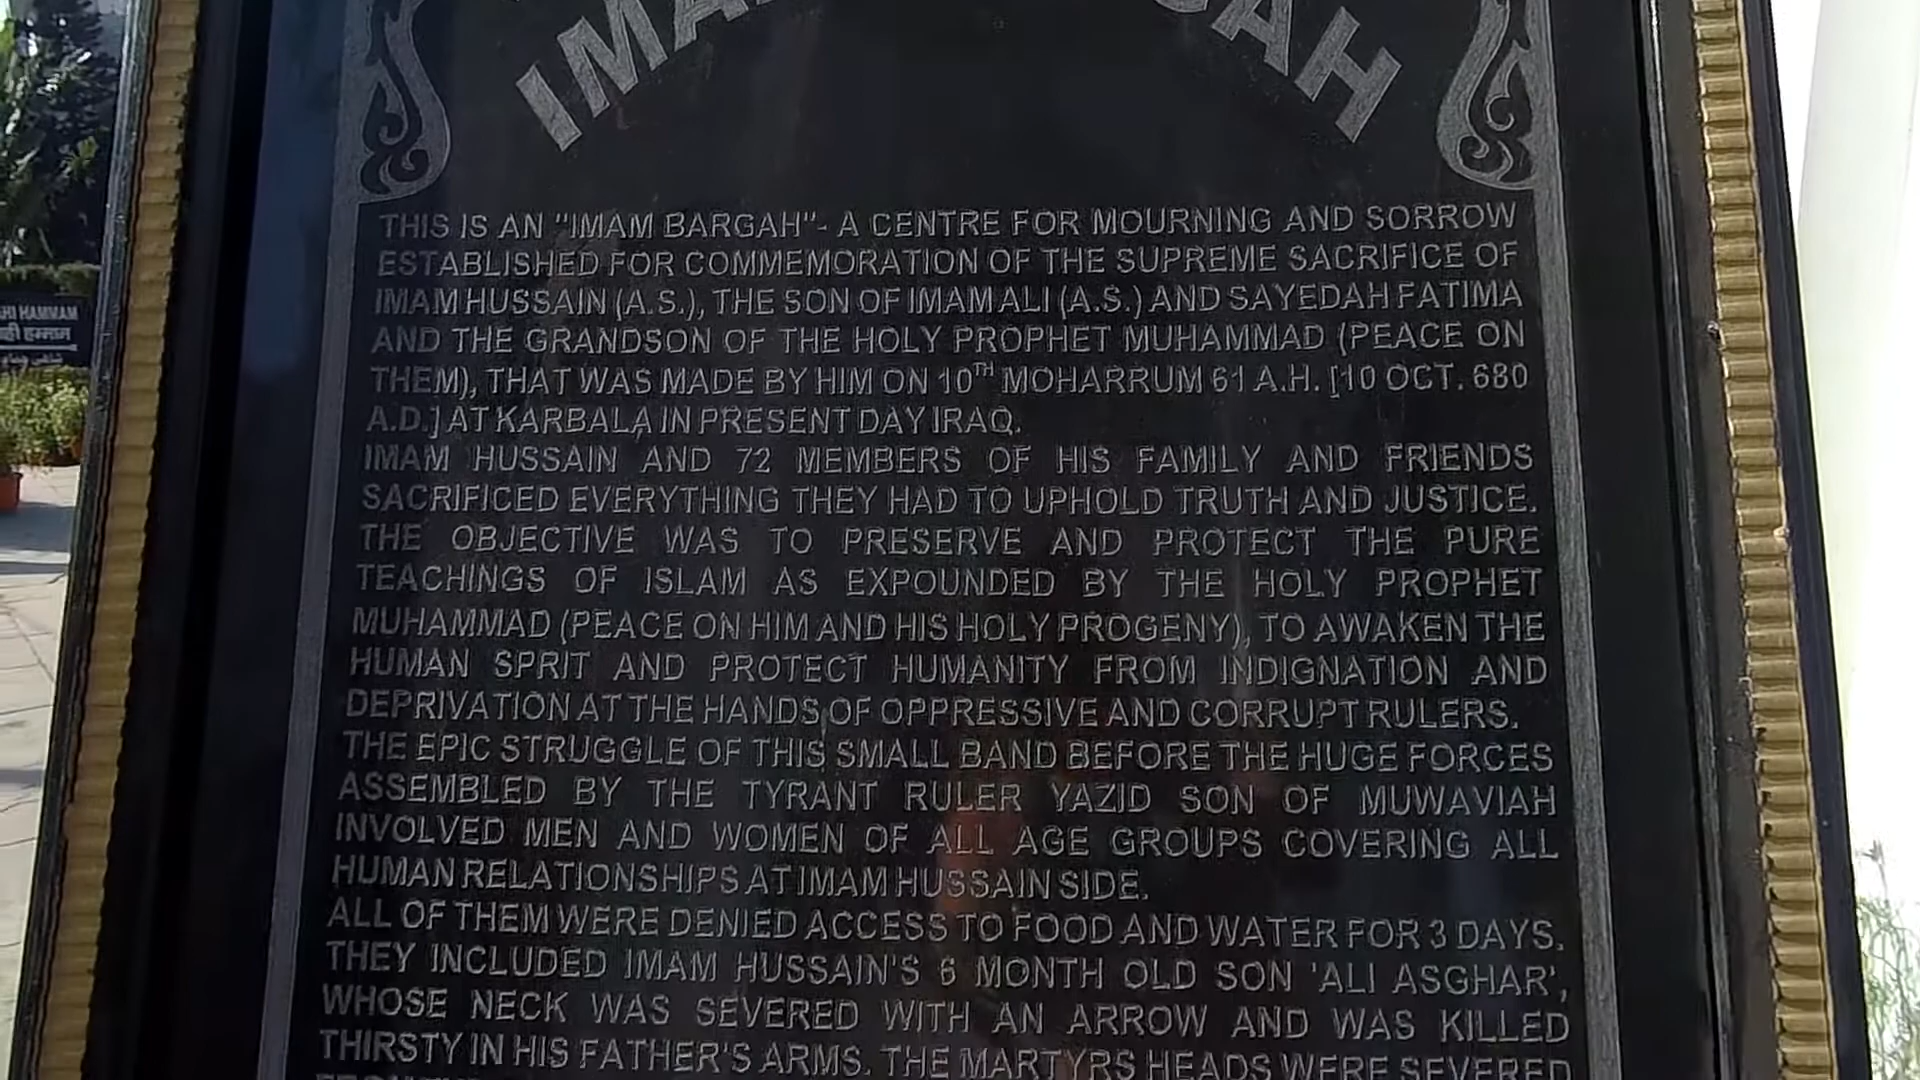 IMAM BARGAH
THIS IS AN "IMAM BARGAH"- A CENTRE FOR MOURNING AND SORROW
ESTABLISHED FOR COMMEMORATION OF THE SUPREME SACRIFICE OF
IMAM HUSSAIN (A.S.), THE SON OF IMAM ALI (A.S.) AND SAYEDAH FATIMA
AND THE GRANDSON OF THE HOLY PROPHET MUHAMMAD (PEACE ON
THEM), THAT WAS MADE BY HIM ON 10TH MOHARRUM 61 A.H. [10 OCT. 680
A.D.] AT KARBALA IN PRESENT DAY IRAQ.
IMAM HUSSAIN AND 72 MEMBERS OF HIS FAMILY AND FRIENDS
SACRIFICED EVERYTHING THEY HAD TO UPHOLD TRUTH AND JUSTICE.
THE OBJECTIVE WAS TO PRESERVE AND PROTECT THE PURE
TEACHINGS OF ISLAM AS EXPOUNDED BY THE HOLY PROPHET
MUHAMMAD (PEACE ON HIM AND HIS HOLY PROGENY), TO AWAKEN THE
HUMAN SPRIT AND PROTECT HUMANITY FROM INDIGNATION AND
DEPRIVATION AT THE HANDS OF OPPRESSIVE AND CORRUPT RULERS.
THE EPIC STRUGGLE OF THIS SMALL BAND BEFORE THE HUGE FORCES
ASSEMBLED BY THE TYRANT RULER YAZID SON OF MUWAVIAH
INVOLVED MEN AND WOMEN OF ALL AGE GROUPS COVERING ALL
HUMAN RELATIONSHIPS AT IMAM HUSSAIN SIDE.
ALL OF THEM WERE DENIED ACCESS TO FOOD AND WATER FOR 3 DAYS.
THEY INCLUDED IMAM HUSSAIN'S 6 MONTH OLD SON 'ALI ASGHAR',
WHOSE NECK WAS SEVERED WITH AN ARROW AND WAS KILLED
THIRSTY IN HIS FATHER'S ARMS. THE MARTYRS HEADS WERE SEVERED
HAMMAM
हम्माम